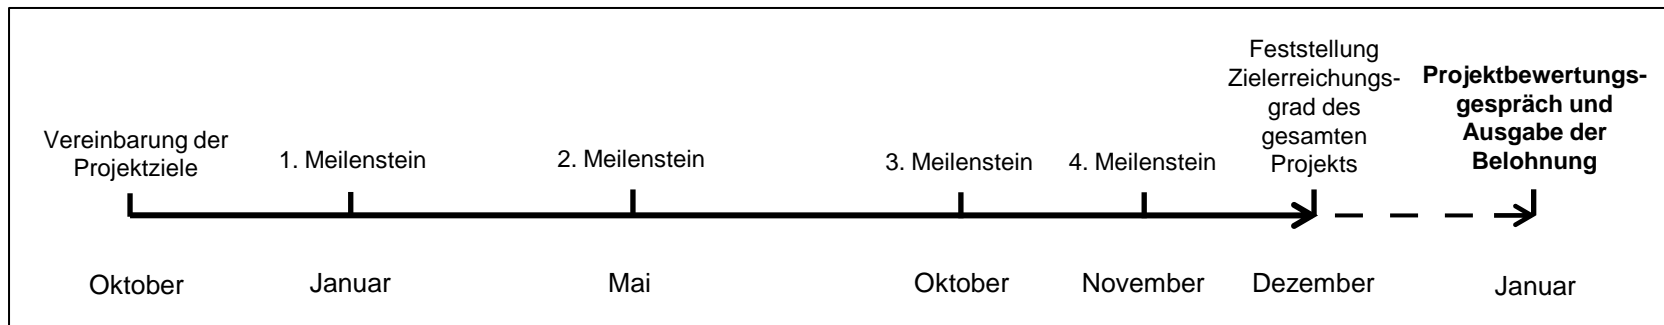 Vereinbarung der
Projektziele
1. Meilenstein
2. Meilenstein
3. Meilenstein
4. Meilenstein
Feststellung
Zielerreichungs-
grad des
gesamten
Projekts
Projektbewertungs-
gespräch und
Ausgabe der
Belohnung
Oktober
Januar
Mai
Oktober
November
Dezember
Januar